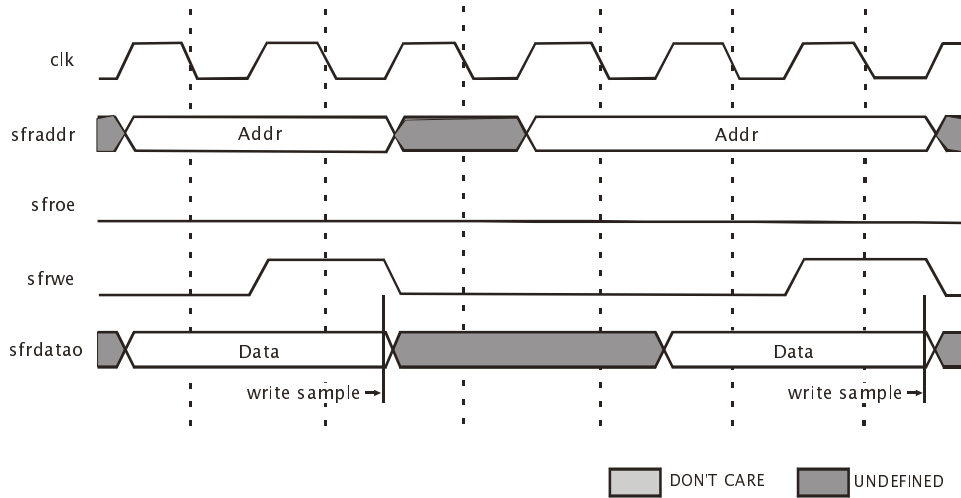 clk
sfraddr Addr Addr
sfroe
sfrwe
sfrdatao Data Data
write sample write sample
DON'T CARE UNDEFINED